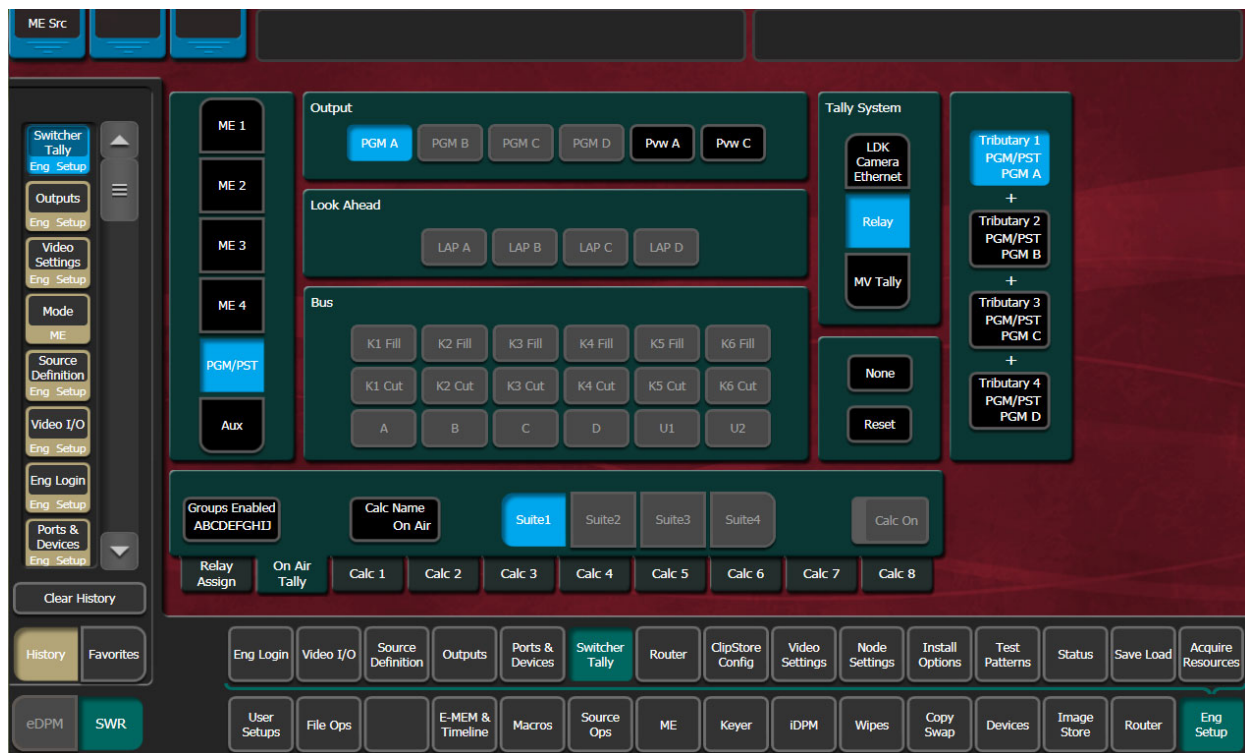 ME Src
Switcher
Tally
Eng Setup
Outputs
Eng Setup
Video
Settings
Eng Setup
Mode
ME
Source
Definition
Eng Setup
Video I/O
Eng Setup
Eng Login
Eng Setup
Ports &
Devices
Eng Setup
Clear History
History
Favorites
eDPM
SWR
ME 1
ME 2
ME 3
ME 4
PGM/PST
Aux
Output
PGM A
PGM B
PGM C
PGM D
Pvw A
Pvw C
Look Ahead
LAP A
LAP B
LAP C
LAP D
Bus
K1 Fill
K2 Fill
K3 Fill
K4 Fill
K5 Fill
K6 Fill
K1 Cut
K2 Cut
K3 Cut
K4 Cut
K5 Cut
K6 Cut
A
B
C
D
U1
U2
Tally System
LDK
Camera
Ethernet
Relay
MV Tally
None
Reset
Tributary 1
PGM/PST
PGM A
+
Tributary 2
PGM/PST
PGM B
+
Tributary 3
PGM/PST
PGM C
+
Tributary 4
PGM/PST
PGM D
Groups Enabled
ABCDEFGHIJ
Calc Name
On Air
Suite1
Suite2
Suite3
Suite4
Calc On
Relay
Assign
On Air
Tally
Calc 1
Calc 2
Calc 3
Calc 4
Calc 5
Calc 6
Calc 7
Calc 8
Eng Login
Video I/O
Source
Definition
Outputs
Ports &
Devices
Switcher
Tally
Router
ClipStore
Config
Video
Settings
Node
Settings
Install
Options
Test
Patterns
Status
Save Load
Acquire
Resources
User
Setups
File Ops
E-MEM &
Timeline
Macros
Source
Ops
ME
Keyer
iDPM
Wipes
Copy
Swap
Devices
Image
Store
Router
Eng
Setup